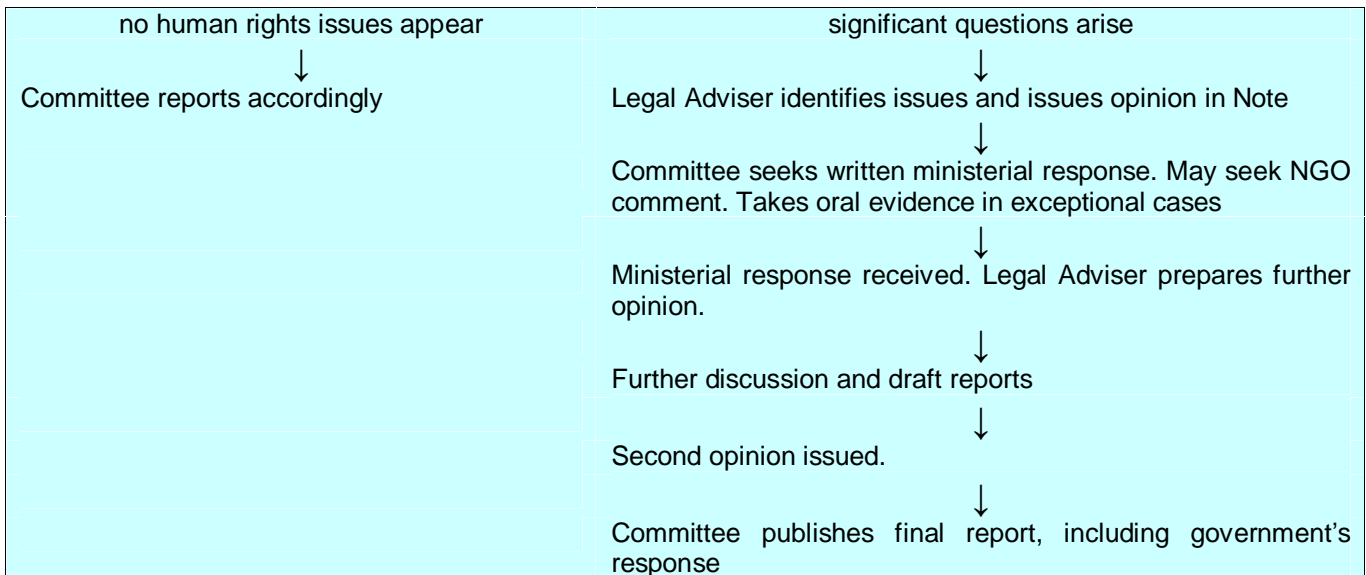 no human rights issues appear
↓
Committee reports accordingly
significant questions arise
↓
Legal Adviser identifies issues and issues opinion in Note
↓
Committee seeks written ministerial response. May seek NGO
comment. Takes oral evidence in exceptional cases
↓
Ministerial response received. Legal Adviser prepares further
opinion.
↓
Further discussion and draft reports
↓
Second opinion issued.
↓
Committee publishes final report, including government's
response